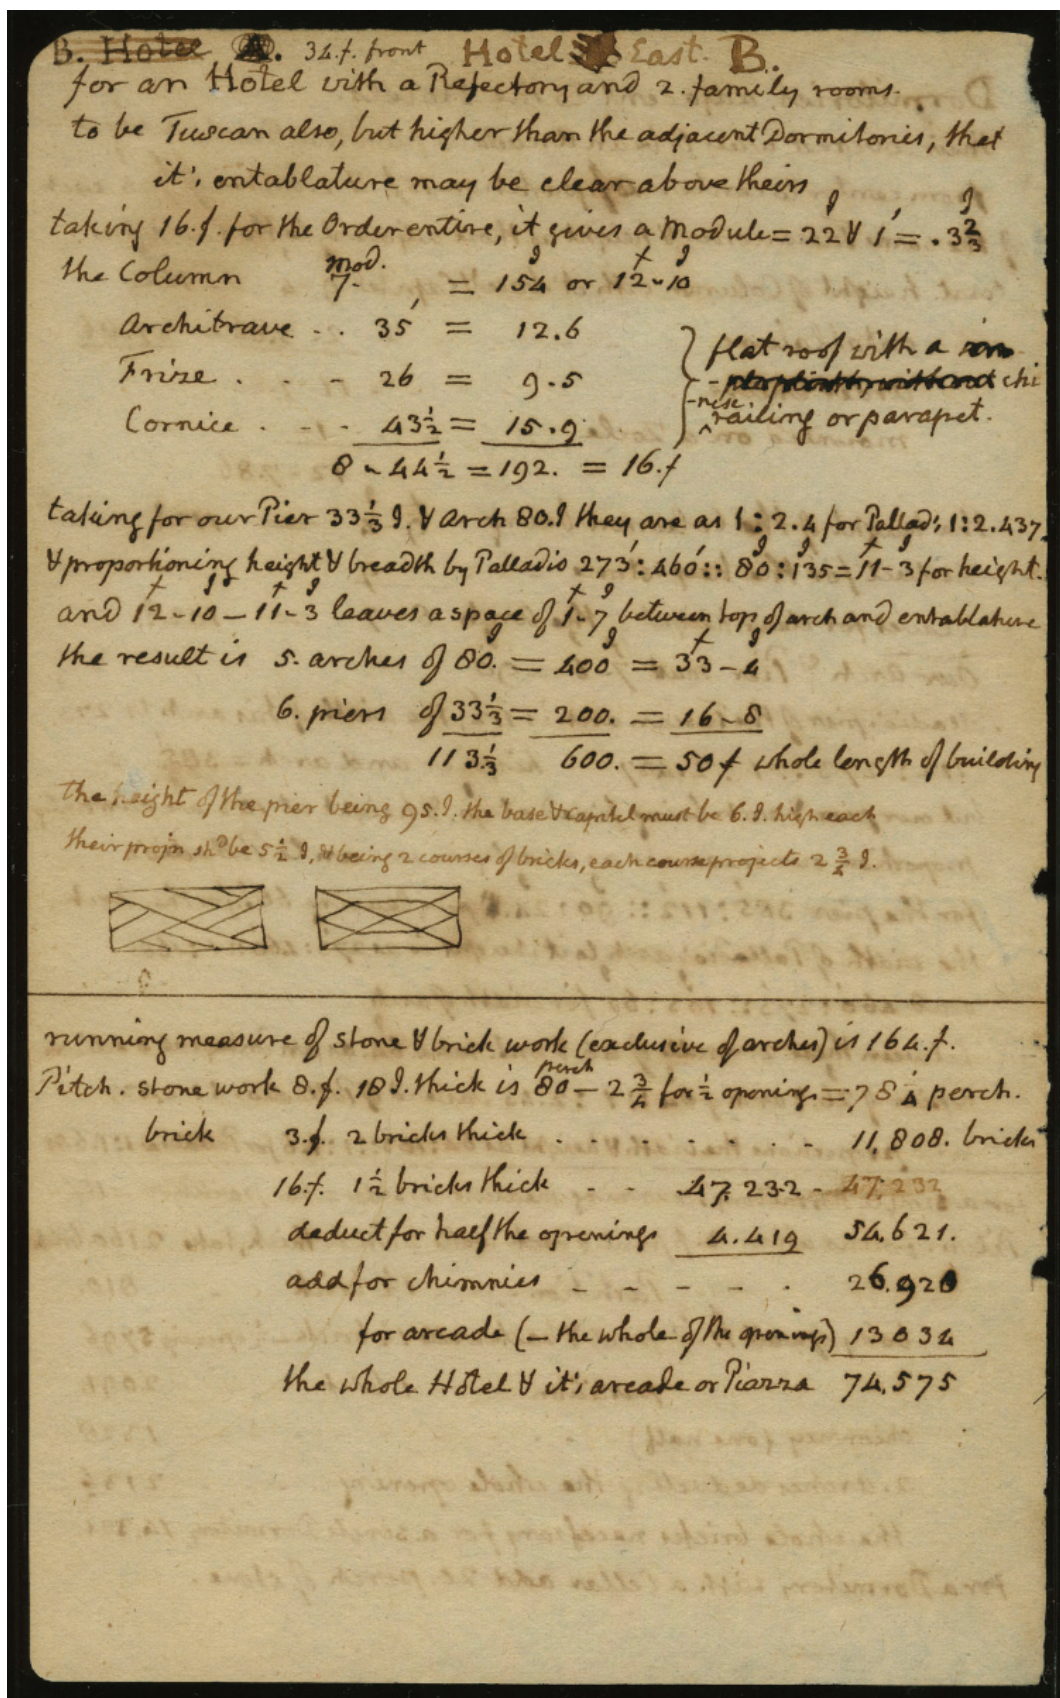 B. Hotel A. 34.f. front Hotel East. B.
for an Hotel with a Refectory and 2. family rooms.
to be Tuscan also, but higher than the adjacent Dormitories, that
it's entablature may be clear above theirs
taking 16.f. for the Order entire, it gives a Module = 22 I & 1' = .3⅔ I
the Column 7. mod. = 154 I or 12 f - 10 I
Architrave . . 35' = 12.6
Frize . . - 26 = 9.5
Cornice . - - 43½ = 15.9
8 - 44½ = 192. = 16.f
flat roof with a
chi
-nese railing or parapet.
taking for our Pier 33⅓ I. & Arch 80.I they are as 1 : 2.4 for Pallad's 1 : 2.437
& proportioning height & breadth by Palladio 273' : 460' :: 80 I : 135 I = 11 f - 3 I for height.
and 12 f - 10 I - 11 f - 3 I leaves a space of 1 f - 7 I between top of arch and entablature
the result is 5. arches of 80 I. = 400 I = 33 f - 4 I
6. piers of 33⅓ = 200. = 16 - 8
113⅓ 600. = 50 f whole length of building
the height of the pier being 95. I. the base & capitel must be 6. I. high each
their projn shd be 5½ I, & being 2 courses of bricks, each course projects 2¾ I.
running measure of stone & brick work (exclusive of arches) is 164.f.
Pitch. stone work 8.f. 18 I. thick is 80 perch - 2¾ for ½ openings = 78¼ perch.
brick 3.f. 2 bricks thick . . . . . . - 11,808. bricks
16.f. 1½ bricks thick - - 47,232 - 47,232
deduct for half the openings 4.419 54,621.
add for chimnies - - - - . 26.920
for arcade (- the whole of the openings) 13034
the whole Hotel & it's arcade or Piazza 74,575